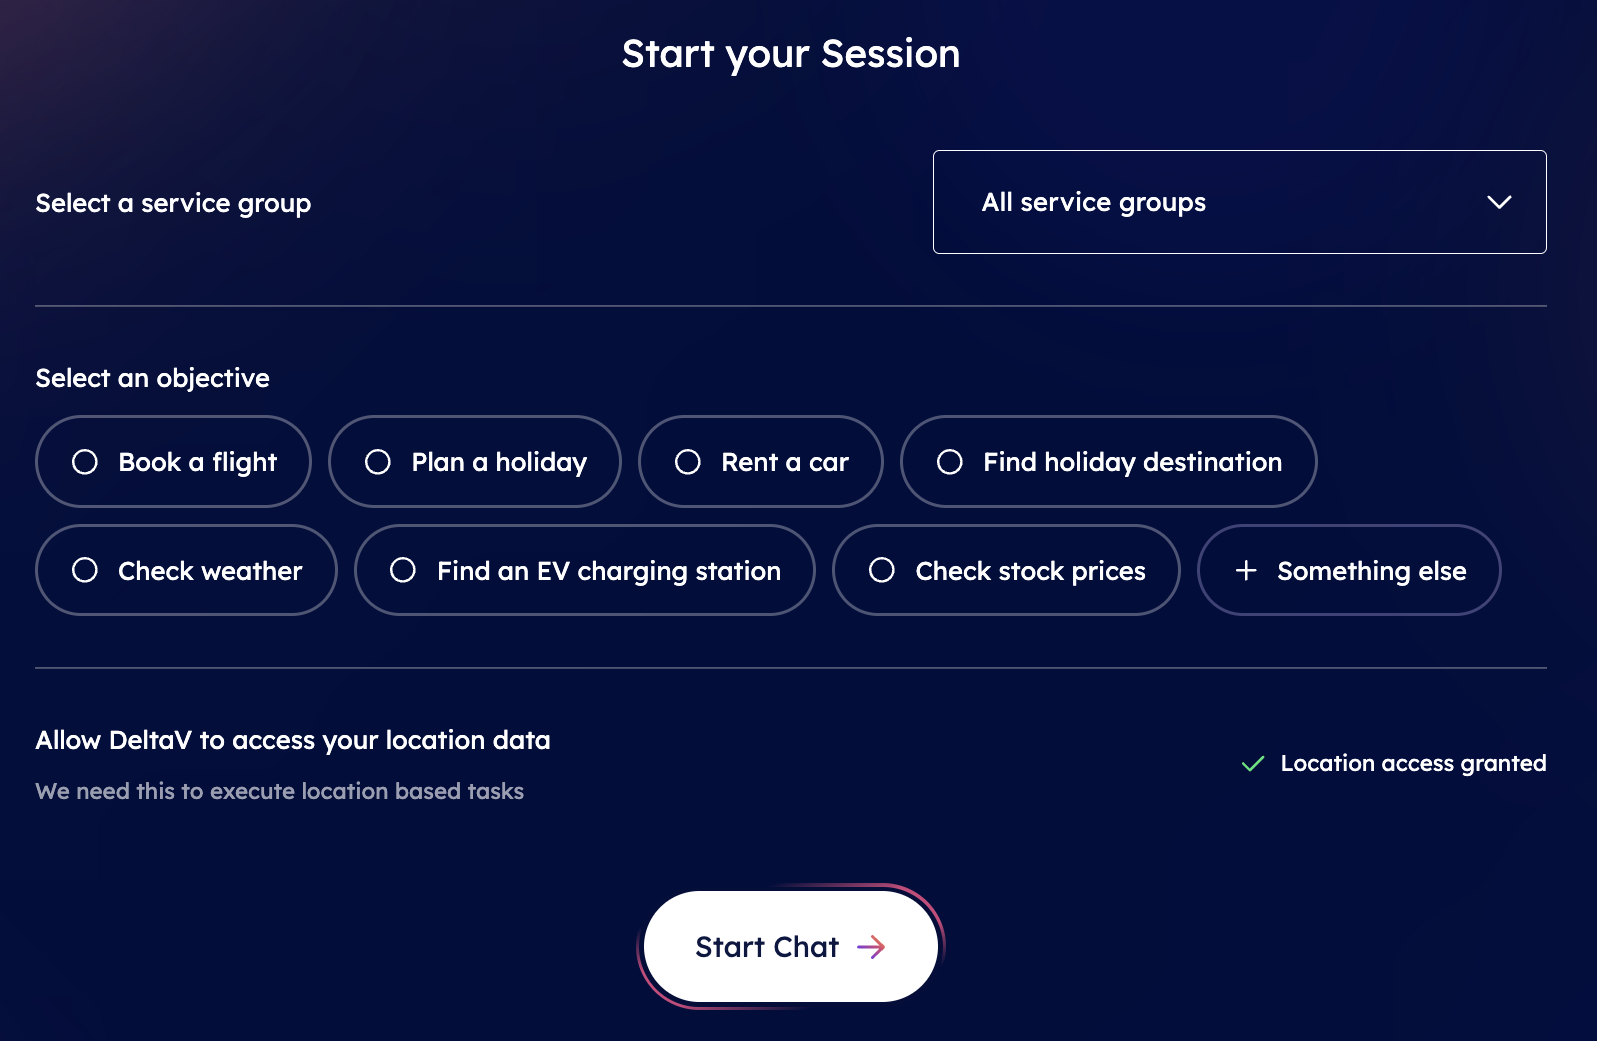 Start your Session
Select a service group
All service groups
Select an objective
Book a flight
Plan a holiday
Rent a car
Find holiday destination
Check weather
Find an EV charging station
Check stock prices
+ Something else
Allow DeltaV to access your location data
We need this to execute location based tasks
Location access granted
Start Chat